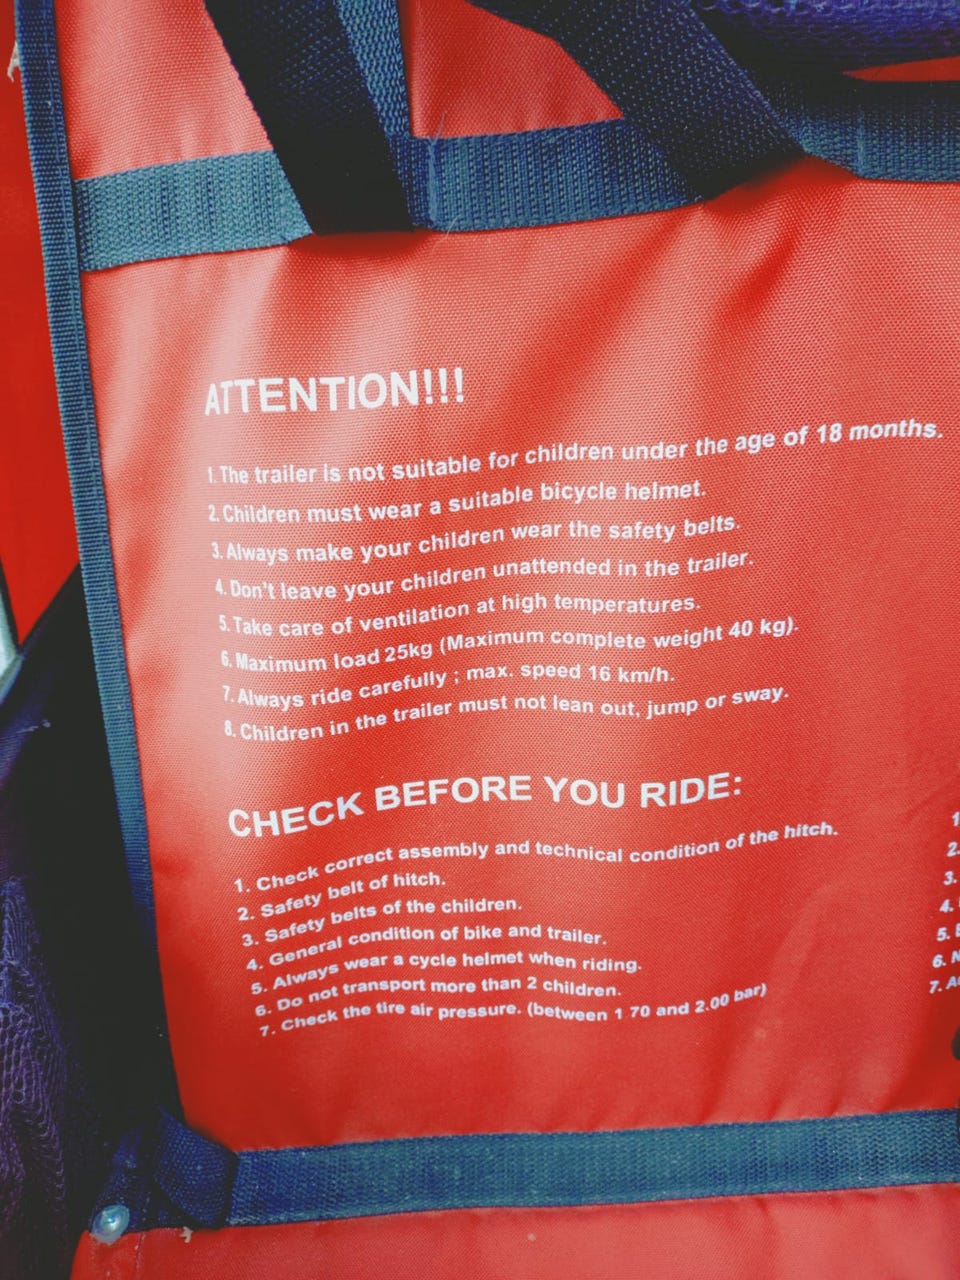 ATTENTION!!!
1. The trailer is not suitable for children under the age of 18 months.
2. Children must wear a suitable bicycle helmet.
3. Always make your children wear the safety belts.
4. Don't leave your children unattended in the trailer.
5. Take care of ventilation at high temperatures.
6. Maximum load 25kg (Maximum complete weight 40 kg).
7. Always ride carefully ; max. speed 16 km/h.
8. Children in the trailer must not lean out, jump or sway.
CHECK BEFORE YOU RIDE:
1. Check correct assembly and technical condition of the hitch.
2. Safety belt of hitch.
3. Safety belts of the children.
4. General condition of bike and trailer.
5. Always wear a cycle helmet when riding.
6. Do not transport more than 2 children.
7. Check the tire air pressure. (between 1 70 and 2.00 bar)
1
2.
3.
4.
5.
6.
7.